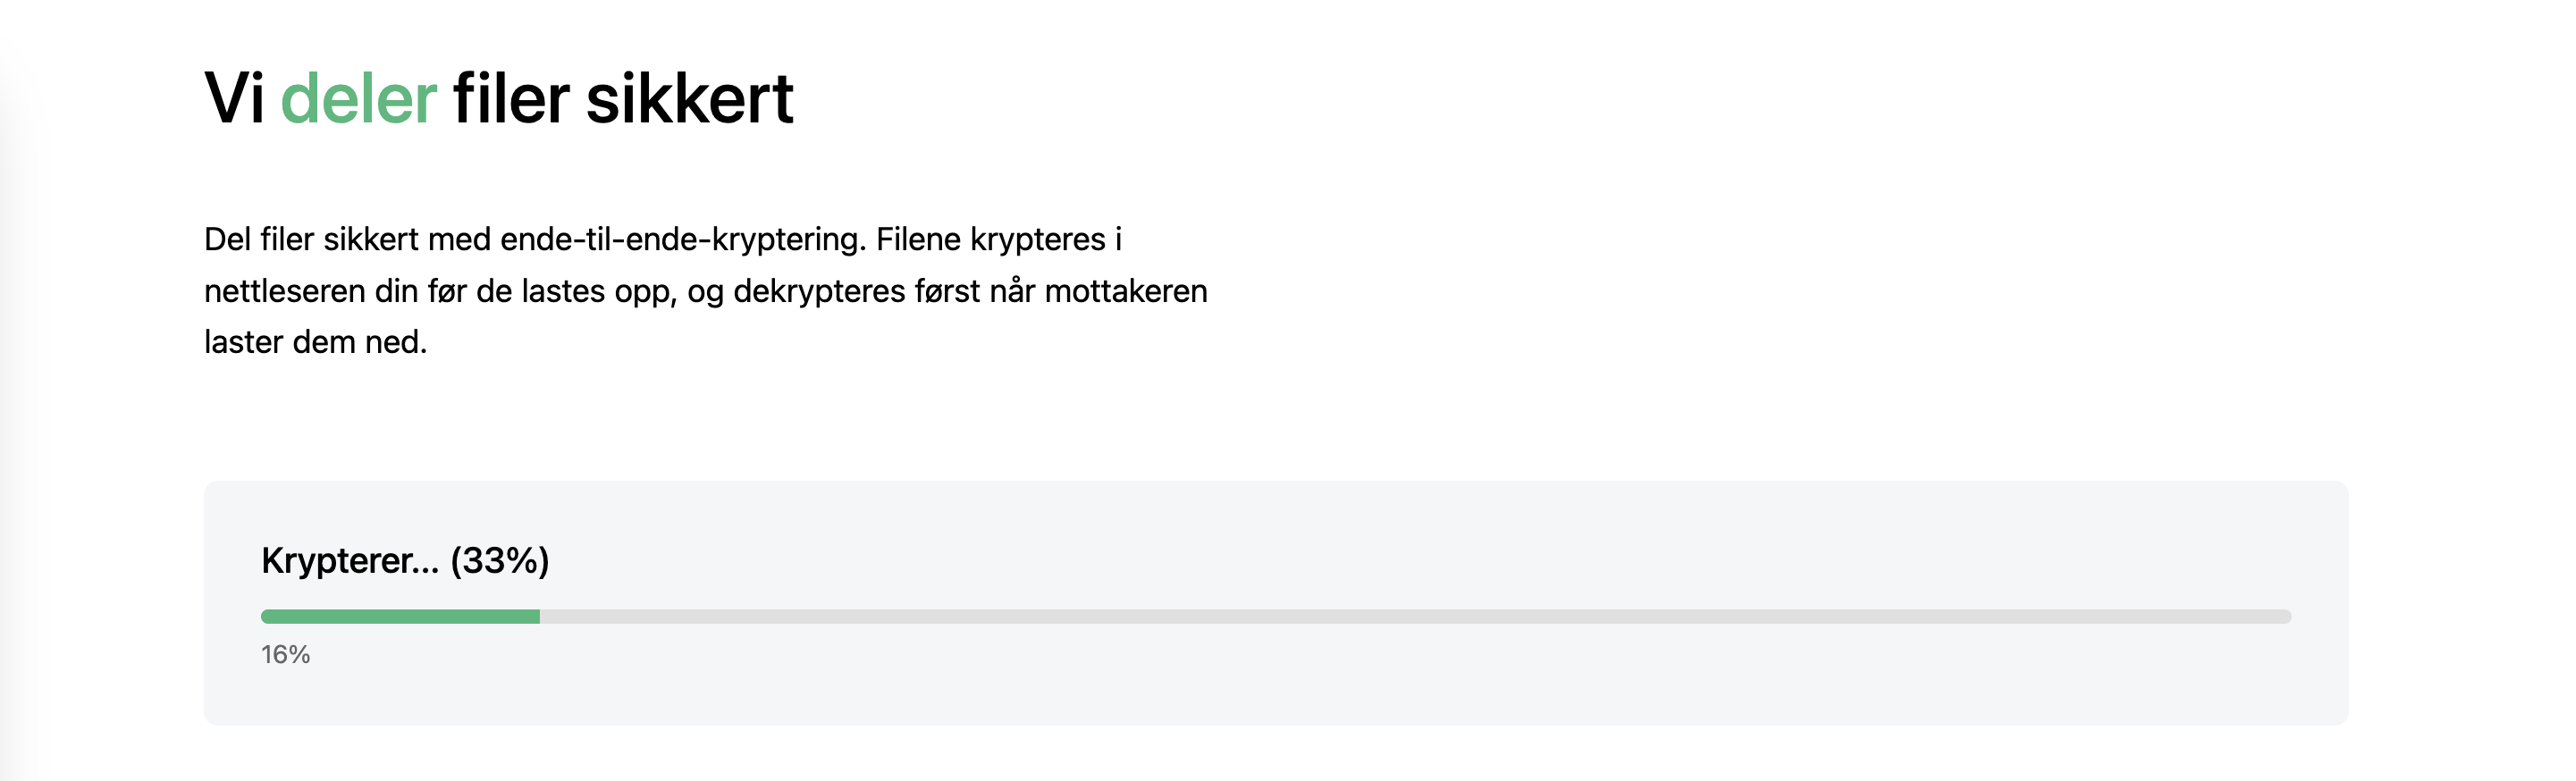 Vi deler filer sikkert
Del filer sikkert med ende-til-ende-kryptering. Filene krypteres i
nettleseren din før de lastes opp, og dekrypteres først når mottakeren
laster dem ned.
Krypterer... (33%)
16%